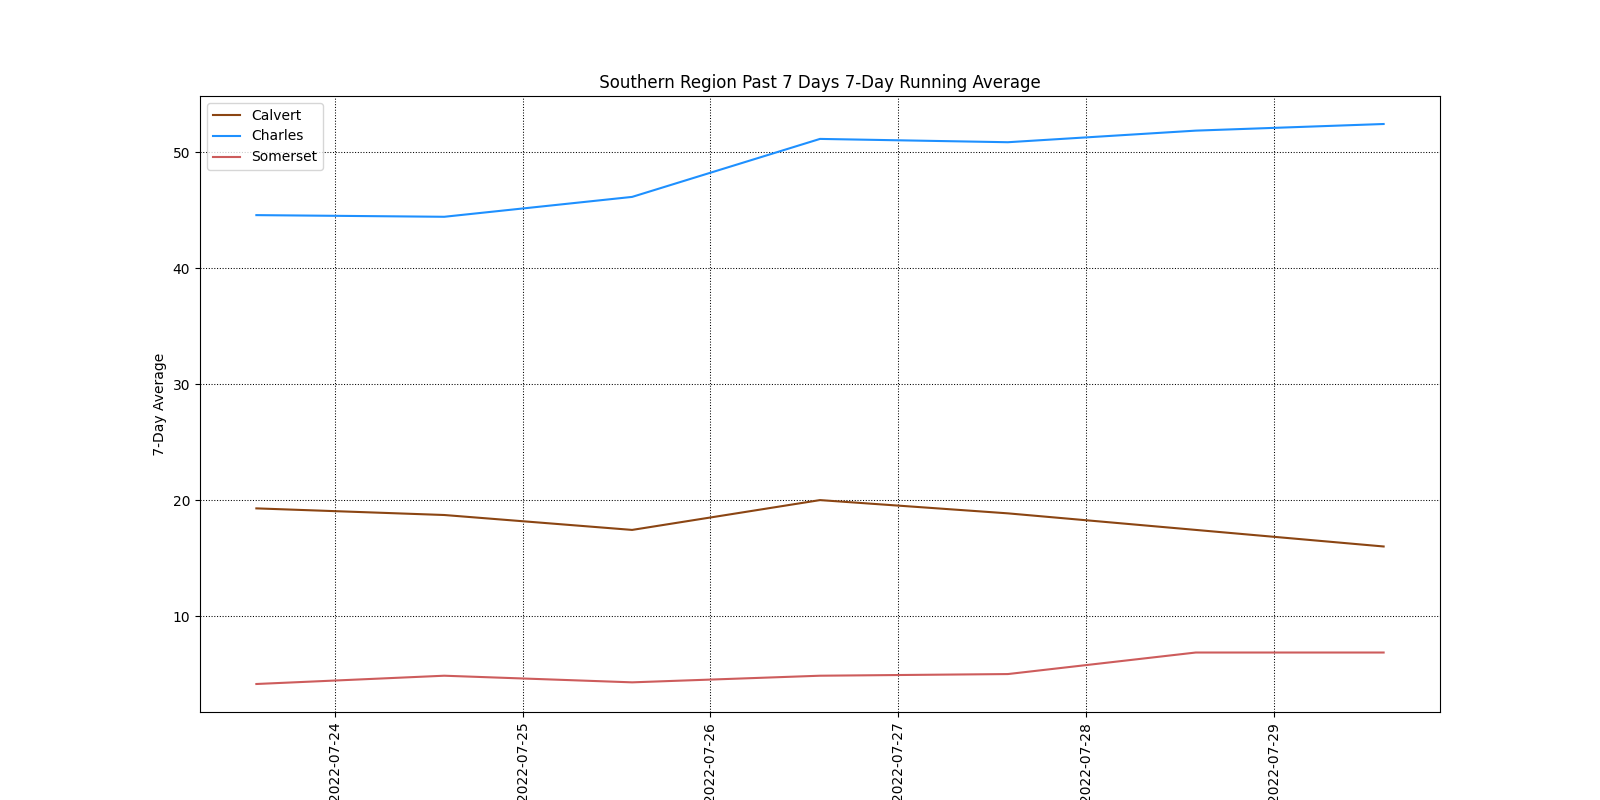 Southern Region Past 7 Days 7-Day Running Average
Calvert
Charles
Somerset
7-Day Average
50
40
30
20
10
2022-07-24
2022-07-25
2022-07-26
2022-07-27
2022-07-28
2022-07-29